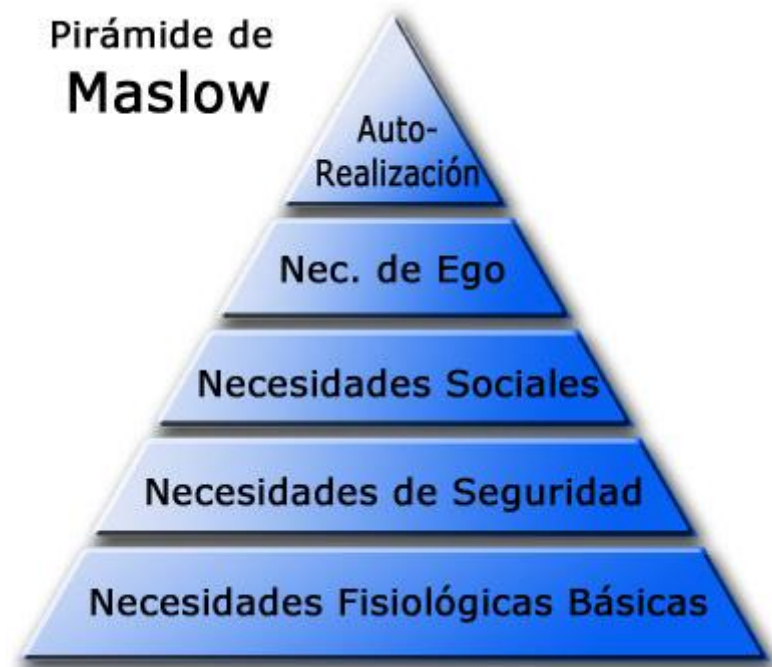 Pirámide de
Maslow
Auto-
Realización
Nec. de Ego
Necesidades Sociales
Necesidades de Seguridad
Necesidades Fisiológicas Básicas